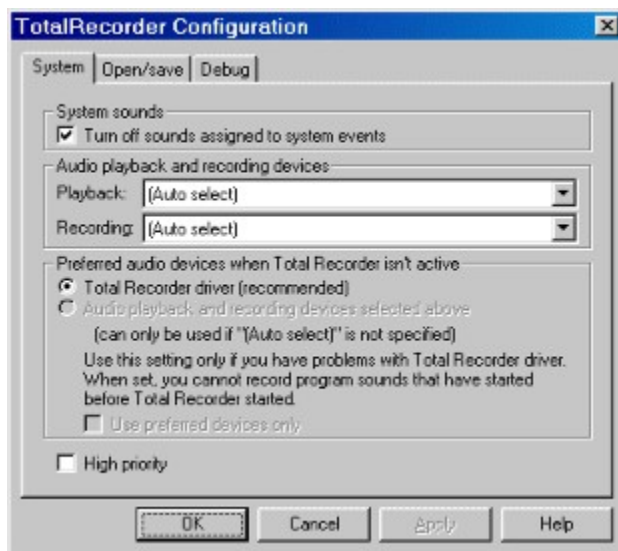 TotalRecorder Configuration
System
Open/save
Debug
System sounds
Turn off sounds assigned to system events
Audio playback and recording devices
Playback: (Auto select)
Recording: (Auto select)
Preferred audio devices when Total Recorder isn't active
Total Recorder driver (recommended)
Audio playback and recording devices selected above
(can only be used if "(Auto select)" is not specified)
Use this setting only if you have problems with Total Recorder driver.
When set, you cannot record program sounds that have started
before Total Recorder started.
Use preferred devices only
High priority
OK
Cancel
Apply
Help